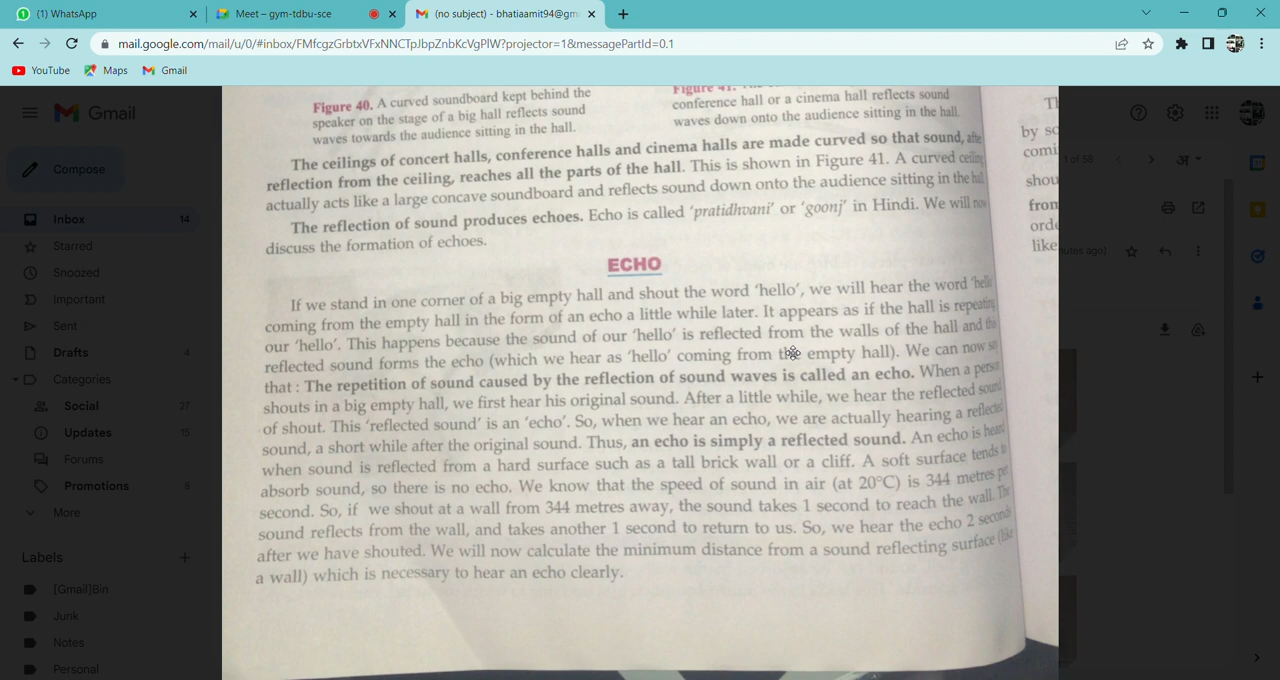 (1) WhatsApp
Meet – gym-tdbu-sce
(no subject) - bhatiaamit94@gm
mail.google.com/mail/u/0/#inbox/FMfcgzGrbtxVFxNNCTpJbpZnbKcVgPlW?projector=1&messagePartId=0.1
YouTube Maps Gmail
Gmail
Compose
Inbox 14
Starred
Snoozed
Important
Sent
Drafts 4
Categories
Social 27
Updates 15
Forums
Promotions 8
More
Labels
[Gmail]Bin
Junk
Notes
Personal
Figure 40. A curved soundboard kept behind the
speaker on the stage of a big hall reflects sound
waves towards the audience sitting in the hall.
Figure 41.
conference hall or a cinema hall reflects sound
waves down onto the audience sitting in the hall.
The ceilings of concert halls, conference halls and cinema halls are made curved so that sound, after
reflection from the ceiling, reaches all the parts of the hall. This is shown in Figure 41. A curved ceiling
actually acts like a large concave soundboard and reflects sound down onto the audience sitting in the hall
The reflection of sound produces echoes. Echo is called ‘pratidhvani’ or ‘goonj’ in Hindi. We will now
discuss the formation of echoes.
ECHO
If we stand in one corner of a big empty hall and shout the word ‘hello’, we will hear the word ‘hello
coming from the empty hall in the form of an echo a little while later. It appears as if the hall is repeating
our ‘hello’. This happens because the sound of our ‘hello’ is reflected from the walls of the hall and the
reflected sound forms the echo (which we hear as ‘hello’ coming from the empty hall). We can now say
that : The repetition of sound caused by the reflection of sound waves is called an echo. When a person
shouts in a big empty hall, we first hear his original sound. After a little while, we hear the reflected sound
of shout. This ‘reflected sound’ is an ‘echo’. So, when we hear an echo, we are actually hearing a reflected
sound, a short while after the original sound. Thus, an echo is simply a reflected sound. An echo is heard
when sound is reflected from a hard surface such as a tall brick wall or a cliff. A soft surface tends to
absorb sound, so there is no echo. We know that the speed of sound in air (at 20°C) is 344 metres per
second. So, if we shout at a wall from 344 metres away, the sound takes 1 second to reach the wall. The
sound reflects from the wall, and takes another 1 second to return to us. So, we hear the echo 2 seconds
after we have shouted. We will now calculate the minimum distance from a sound reflecting surface (like
a wall) which is necessary to hear an echo clearly.
Th
by so
comi
shou
from
orde
like
1 of 58
अ
nutes ago)